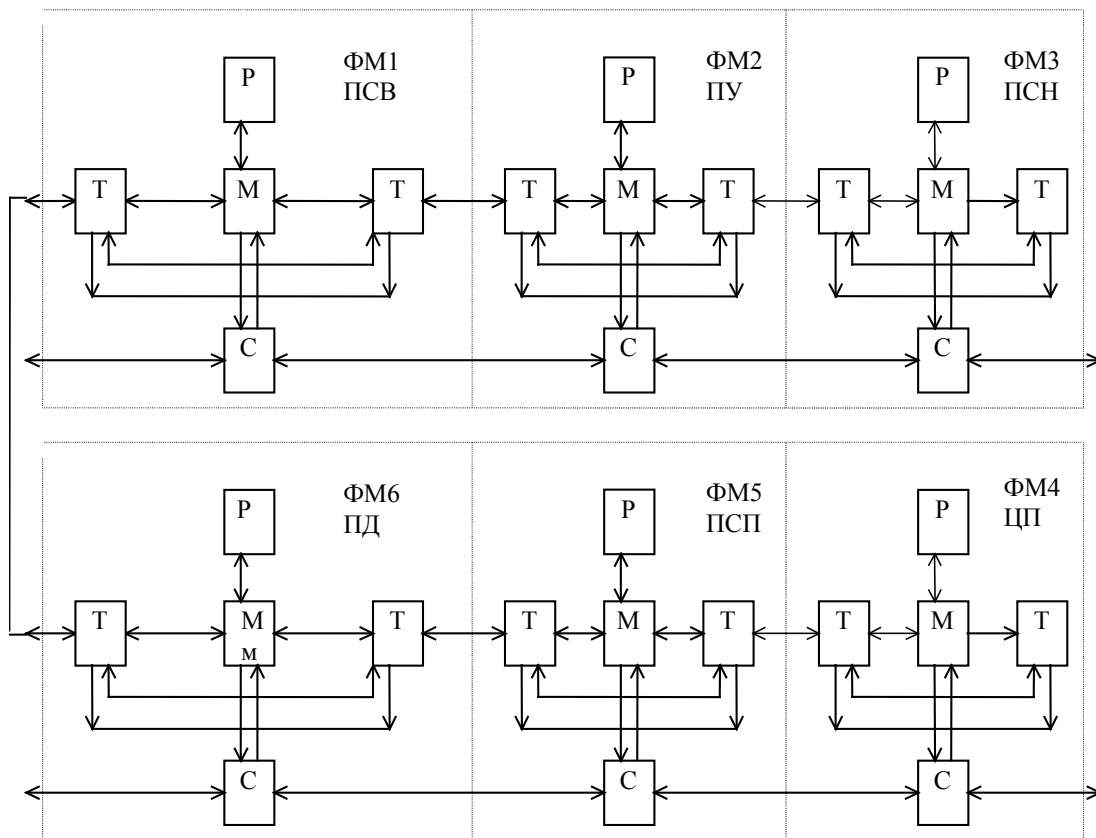 ФМ1
ПСВ
Р
ФМ2
ПУ
Р
ФМ3
ПСН
Р
Т
М
Т
Т
М
Т
Т
М
Т
С
С
С
ФМ6
ПД
Р
ФМ5
ПСП
Р
ФМ4
ЦП
Р
Т
М
м
Т
Т
М
Т
Т
М
Т
С
С
С